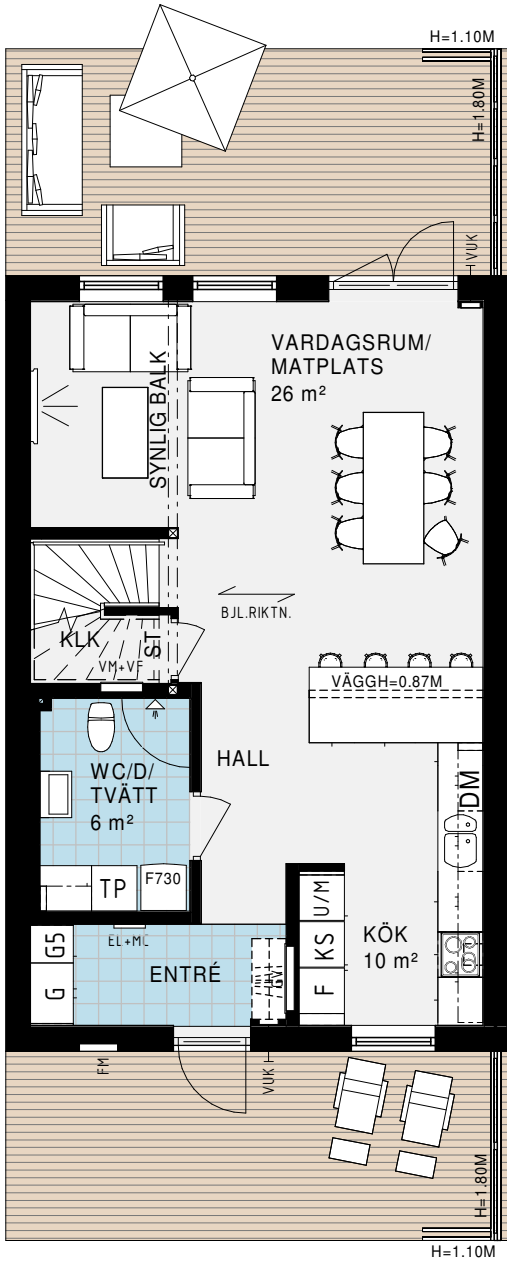 H=1.10M
H=1.80M
VUK
VARDAGSRUM/
MATPLATS
26 m²
SYNLIG BALK
BJL.RIKTN.
KLK
ST
VM+VF
VÄGGH=0.87M
HALL
WC/D/
TVÄTT
6 m²
DM
TP
F730
U/M
KS
F
KÖK
10 m²
EL+MC
G5
G
ENTRÉ
GV
FM
VUK
H=1.80M
H=1.10M